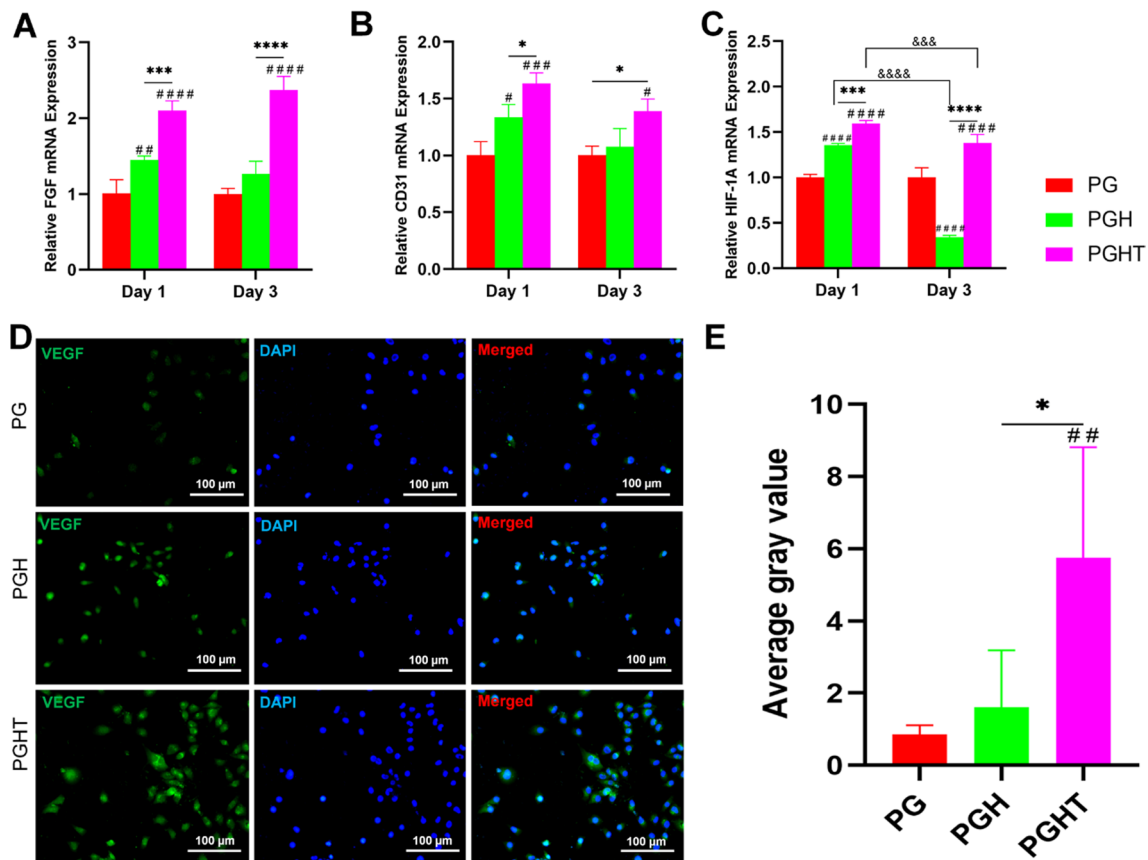 A
Relative FGF mRNA Expression
3
2
1
0
***
****
##
####
####
Day 1
Day 3
B
Relative CD31 mRNA Expression
2.0
1.5
1.0
0.5
0.0
*
*
#
###
#
Day 1
Day 3
C
Relative HIF-1A mRNA Expression
2.5
2.0
1.5
1.0
0.5
0.0
&&&
&&&&
***
****
####
####
####
####
Day 1
Day 3
PG
PGH
PGHT
D
PG
VEGF
100 μm
DAPI
100 μm
Merged
100 μm
PGH
VEGF
100 μm
DAPI
100 μm
Merged
100 μm
PGHT
VEGF
100 μm
DAPI
100 μm
Merged
100 μm
E
Average gray value
10
8
6
4
2
0
*
##
PG
PGH
PGHT